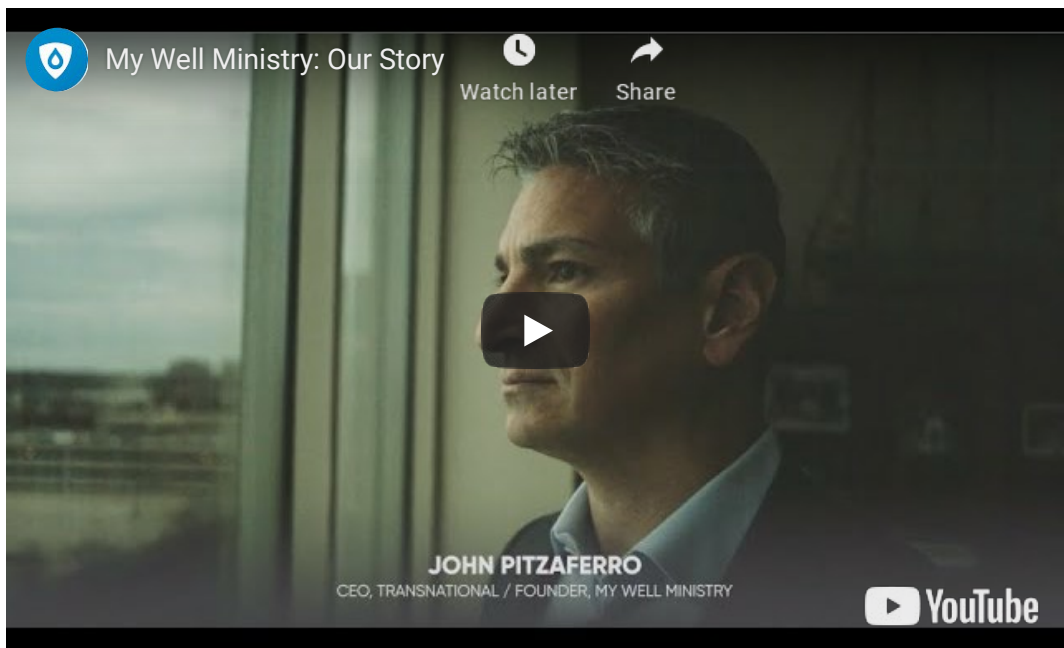 My Well Ministry: Our Story
Watch later
Share
JOHN PITZAFERRO
CEO, TRANSNATIONAL / FOUNDER, MY WELL MINISTRY
YouTube